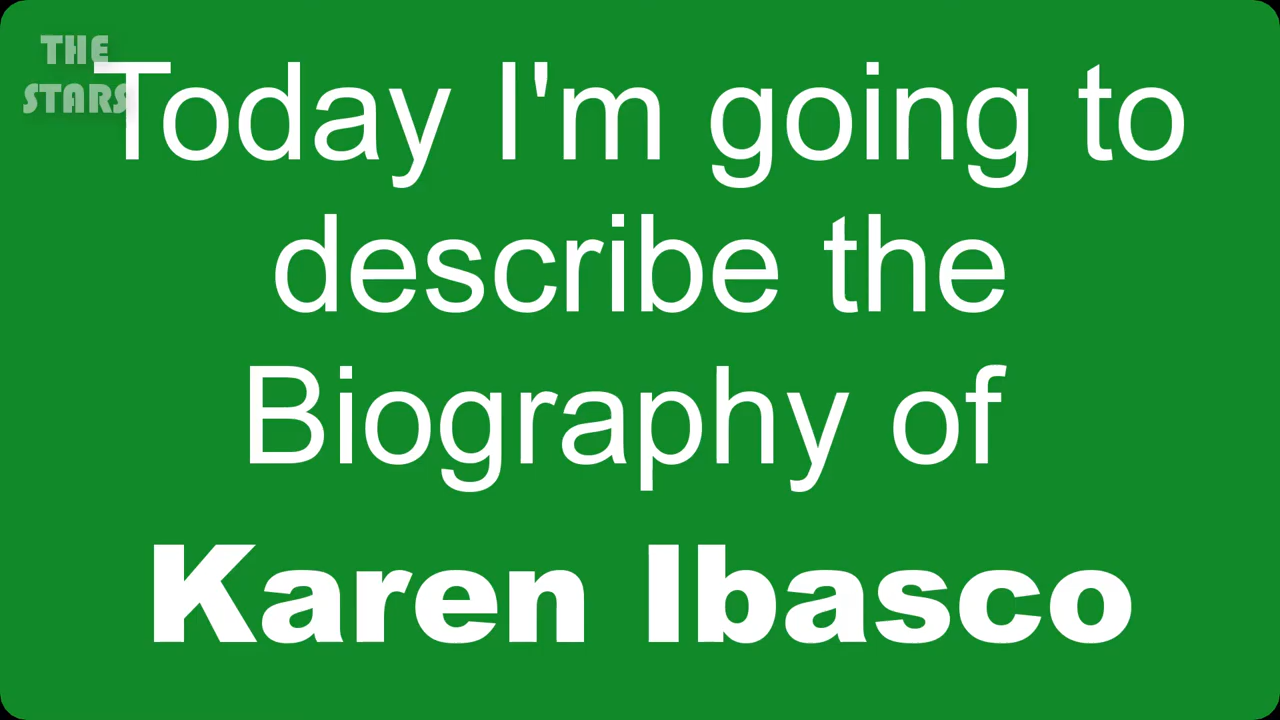 THE
STARS
Today I'm going to
describe the
Biography of
Karen Ibasco